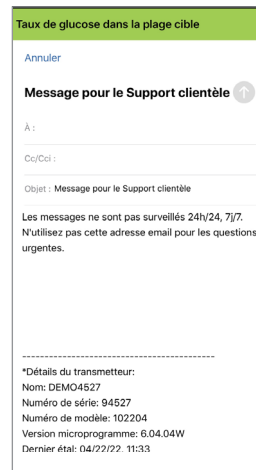 Taux de glucose dans la plage cible
Annuler
Message pour le Support clientèle
À :
Cc/Cci :
Objet : Message pour le Support clientèle
Les messages ne sont pas surveillés 24h/24, 7j/7.
N'utilisez pas cette adresse email pour les questions
urgentes.
-------------------------------------------
*Détails du transmetteur:
Nom: DEMO4527
Numéro de série: 94527
Numéro de modèle: 102204
Version microprogramme: 6.04.04W
Dernier étal: 04/22/22, 11:33